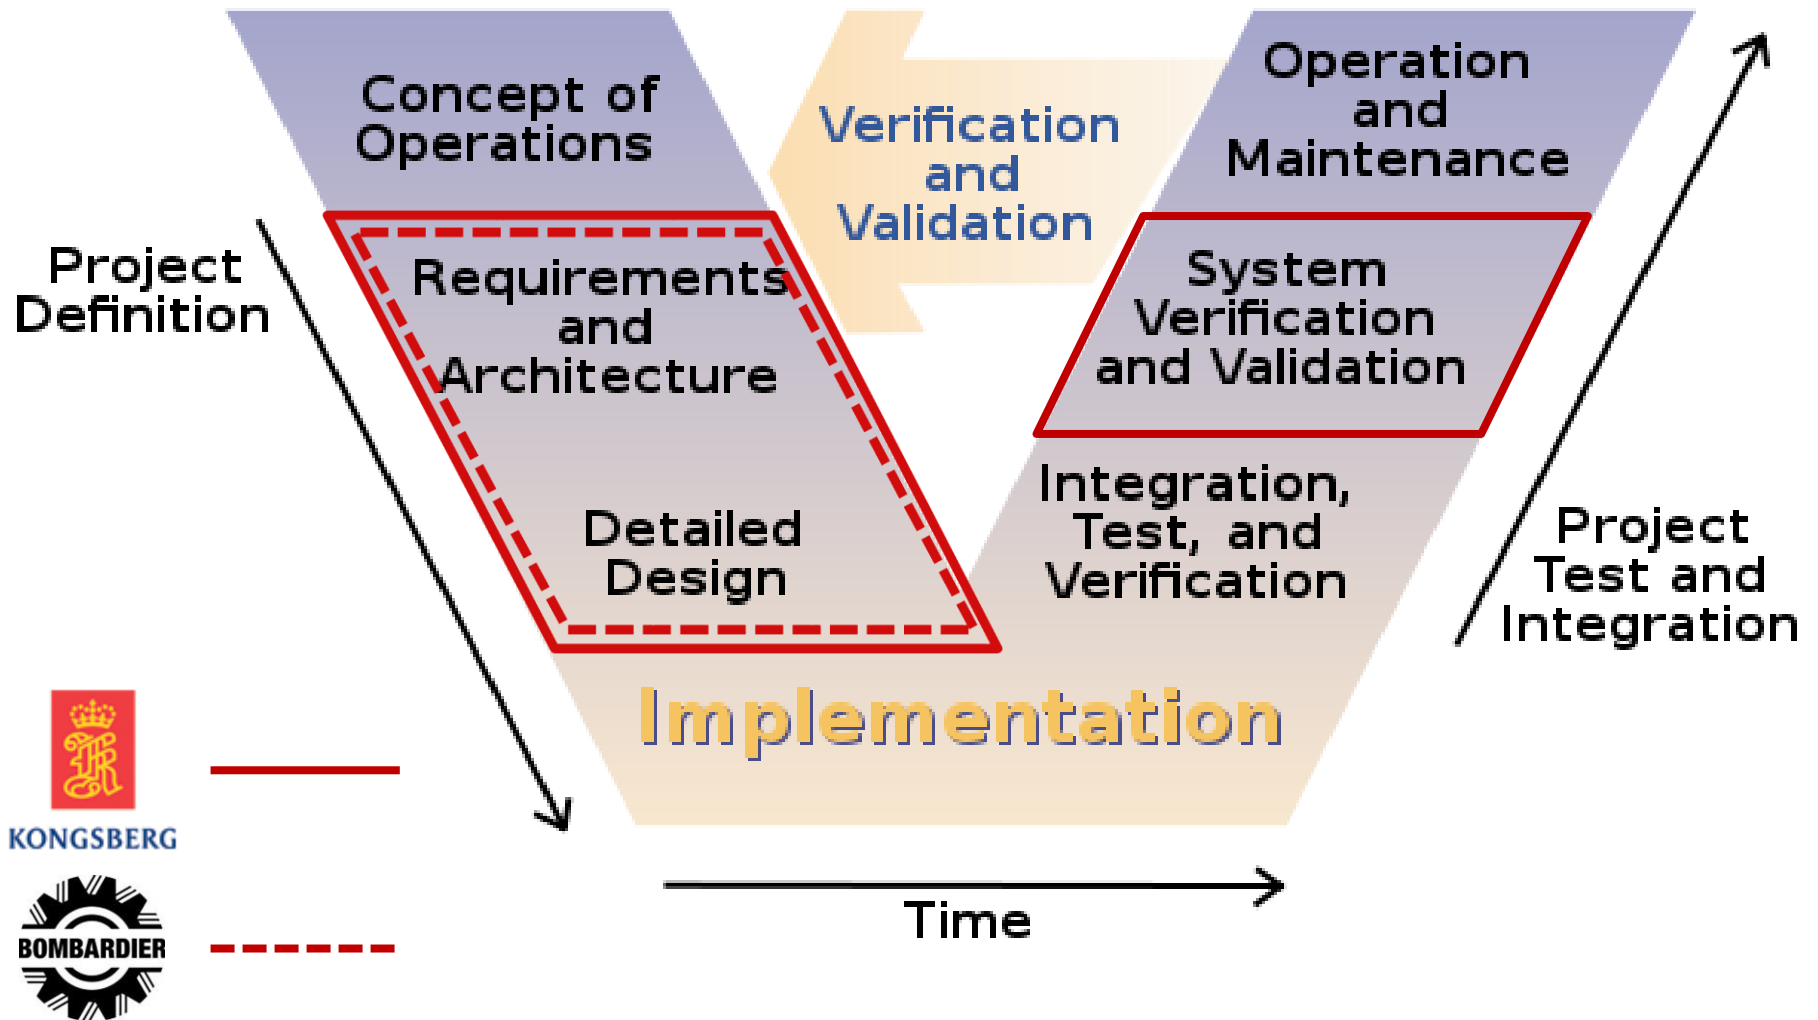 Concept of
Operations
Verification
and
Validation
Operation
and
Maintenance
Project
Definition
Requirements
and
Architecture
System
Verification
and Validation
Detailed
Design
Integration,
Test, and
Verification
Project
Test and
Integration
Implementation
KONGSBERG
BOMBARDIER
Time